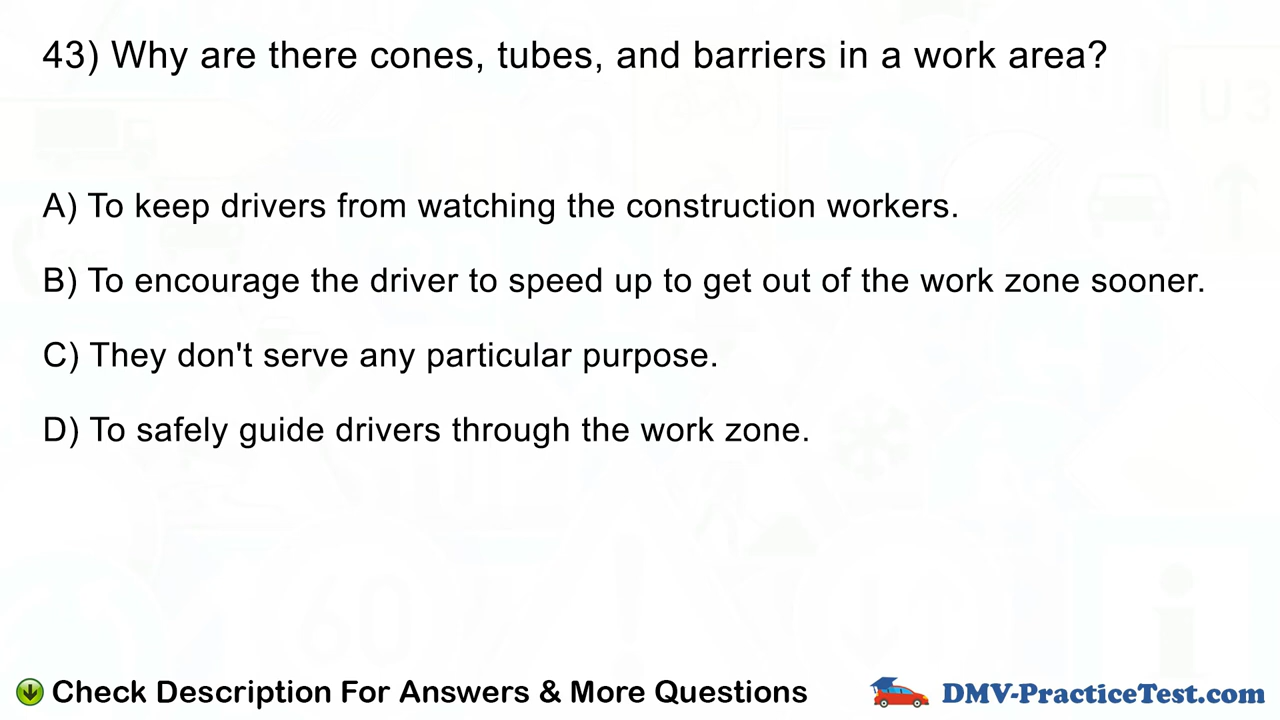 43) Why are there cones, tubes, and barriers in a work area?
A) To keep drivers from watching the construction workers.
B) To encourage the driver to speed up to get out of the work zone sooner.
C) They don't serve any particular purpose.
D) To safely guide drivers through the work zone.
Check Description For Answers & More Questions
DMV-PracticeTest.com